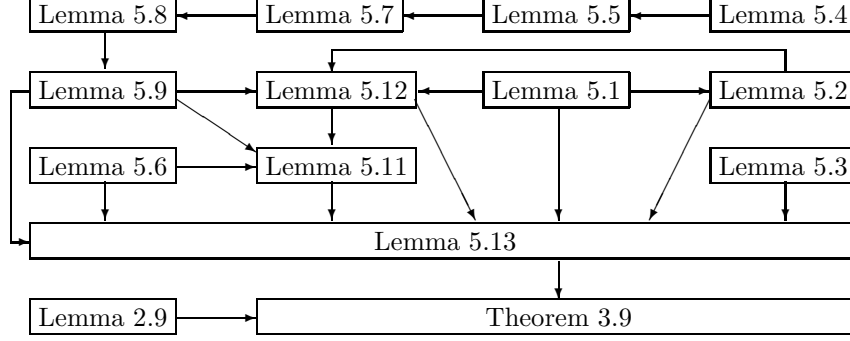 Lemma 5.8 Lemma 5.7 Lemma 5.5 Lemma 5.4
Lemma 5.9 Lemma 5.12 Lemma 5.1 Lemma 5.2
Lemma 5.6 Lemma 5.11 Lemma 5.3
Lemma 5.13
Lemma 2.9 Theorem 3.9